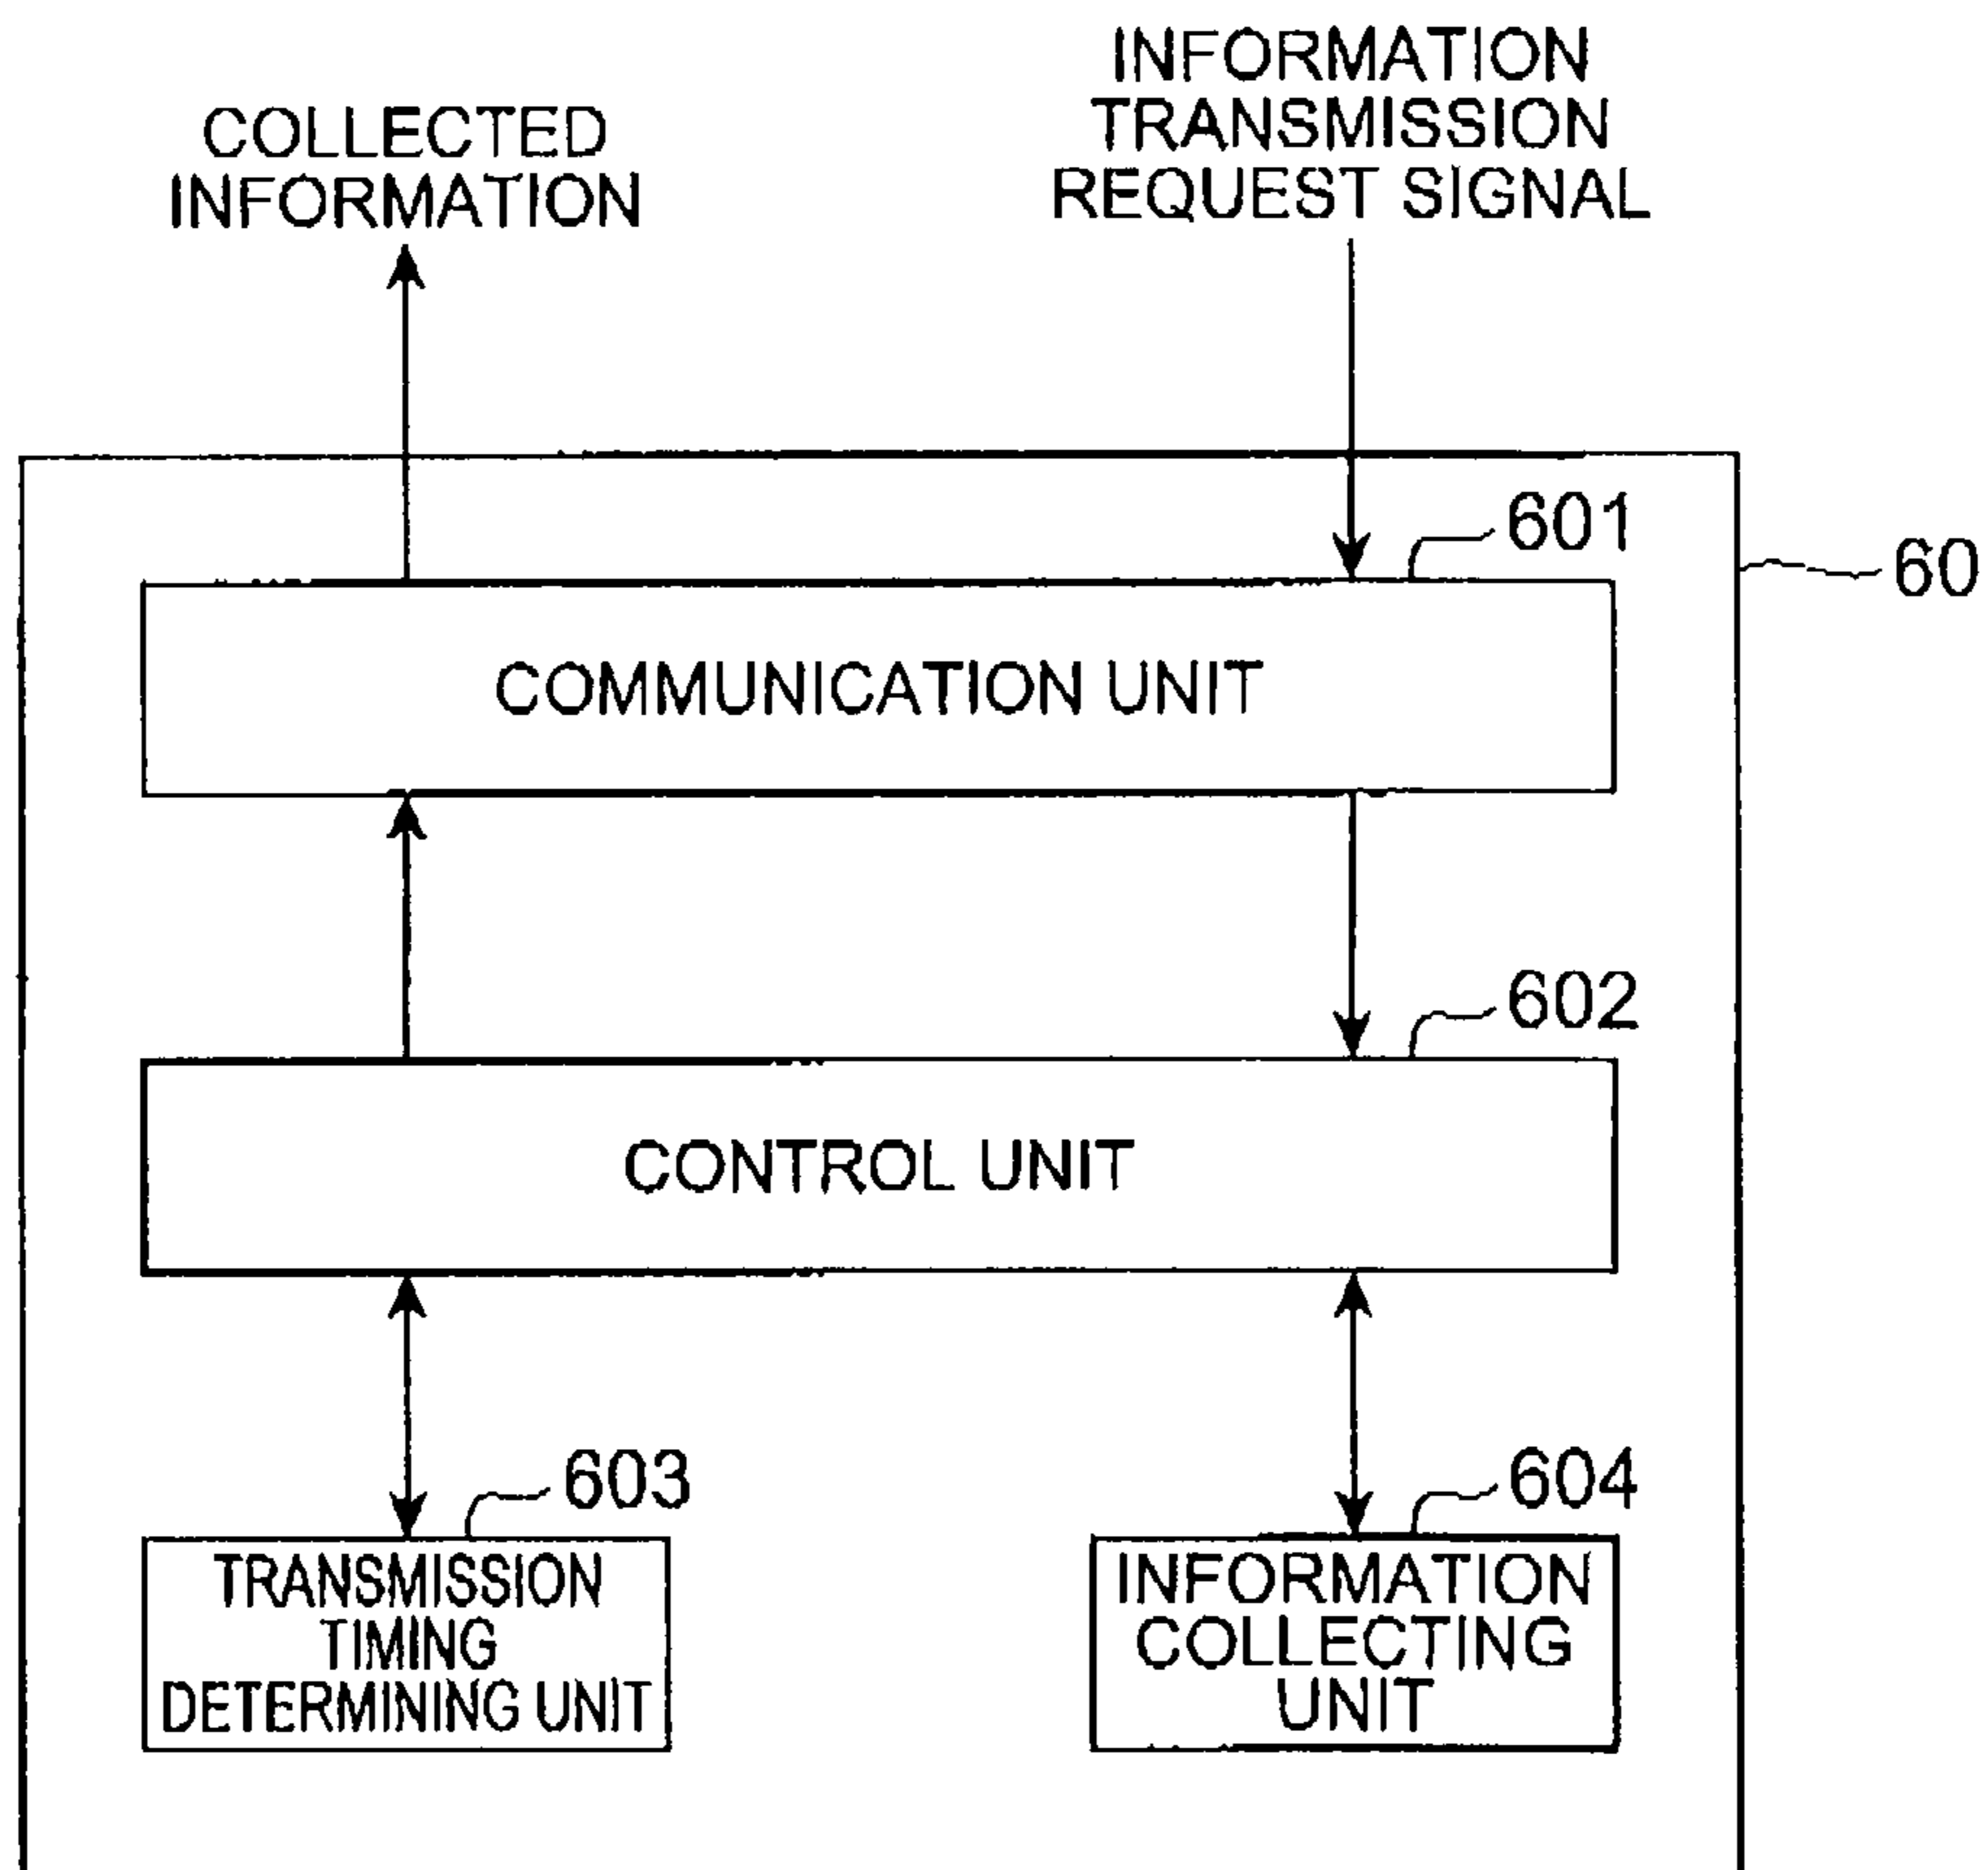 COLLECTED
INFORMATION
INFORMATION
TRANSMISSION
REQUEST SIGNAL
601
60
COMMUNICATION UNIT
602
CONTROL UNIT
603
604
TRANSMISSION
TIMING
DETERMINING UNIT
INFORMATION
COLLECTING
UNIT